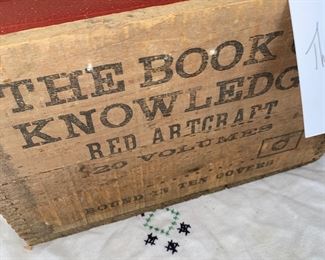 THE BOOK
KNOWLEDG
RED ARTCRAFT
20 VOLUMES
BOUND IN TEN COVERS